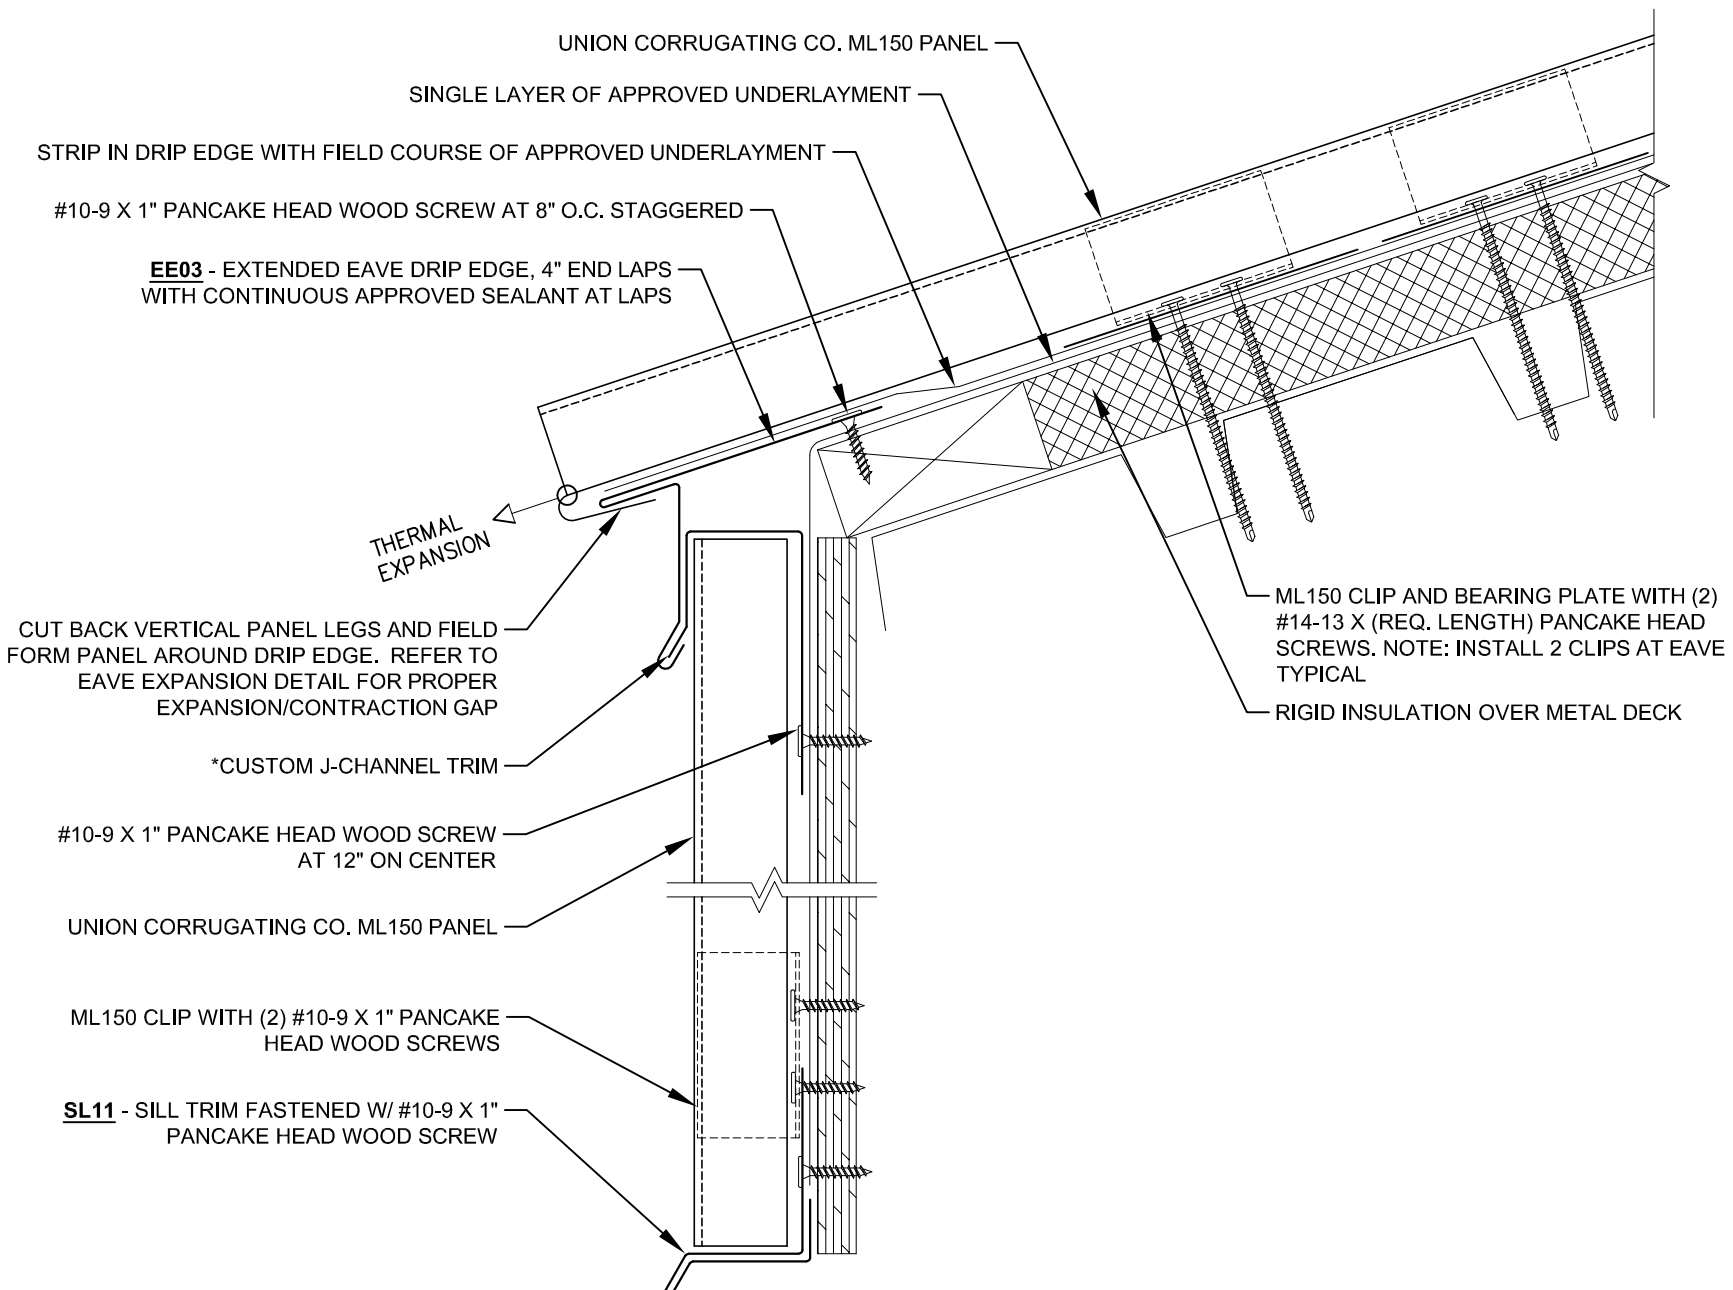 UNION CORRUGATING CO. ML150 PANEL
SINGLE LAYER OF APPROVED UNDERLAYMENT
STRIP IN DRIP EDGE WITH FIELD COURSE OF APPROVED UNDERLAYMENT
#10-9 X 1" PANCAKE HEAD WOOD SCREW AT 8" O.C. STAGGERED
EE03 - EXTENDED EAVE DRIP EDGE, 4" END LAPS
WITH CONTINUOUS APPROVED SEALANT AT LAPS
THERMAL
EXPANSION
CUT BACK VERTICAL PANEL LEGS AND FIELD
FORM PANEL AROUND DRIP EDGE. REFER TO
EAVE EXPANSION DETAIL FOR PROPER
EXPANSION/CONTRACTION GAP
*CUSTOM J-CHANNEL TRIM
#10-9 X 1" PANCAKE HEAD WOOD SCREW
AT 12" ON CENTER
UNION CORRUGATING CO. ML150 PANEL
ML150 CLIP WITH (2) #10-9 X 1" PANCAKE
HEAD WOOD SCREWS
SL11 - SILL TRIM FASTENED W/ #10-9 X 1"
PANCAKE HEAD WOOD SCREW
ML150 CLIP AND BEARING PLATE WITH (2)
#14-13 X (REQ. LENGTH) PANCAKE HEAD
SCREWS. NOTE: INSTALL 2 CLIPS AT EAVE
TYPICAL
RIGID INSULATION OVER METAL DECK